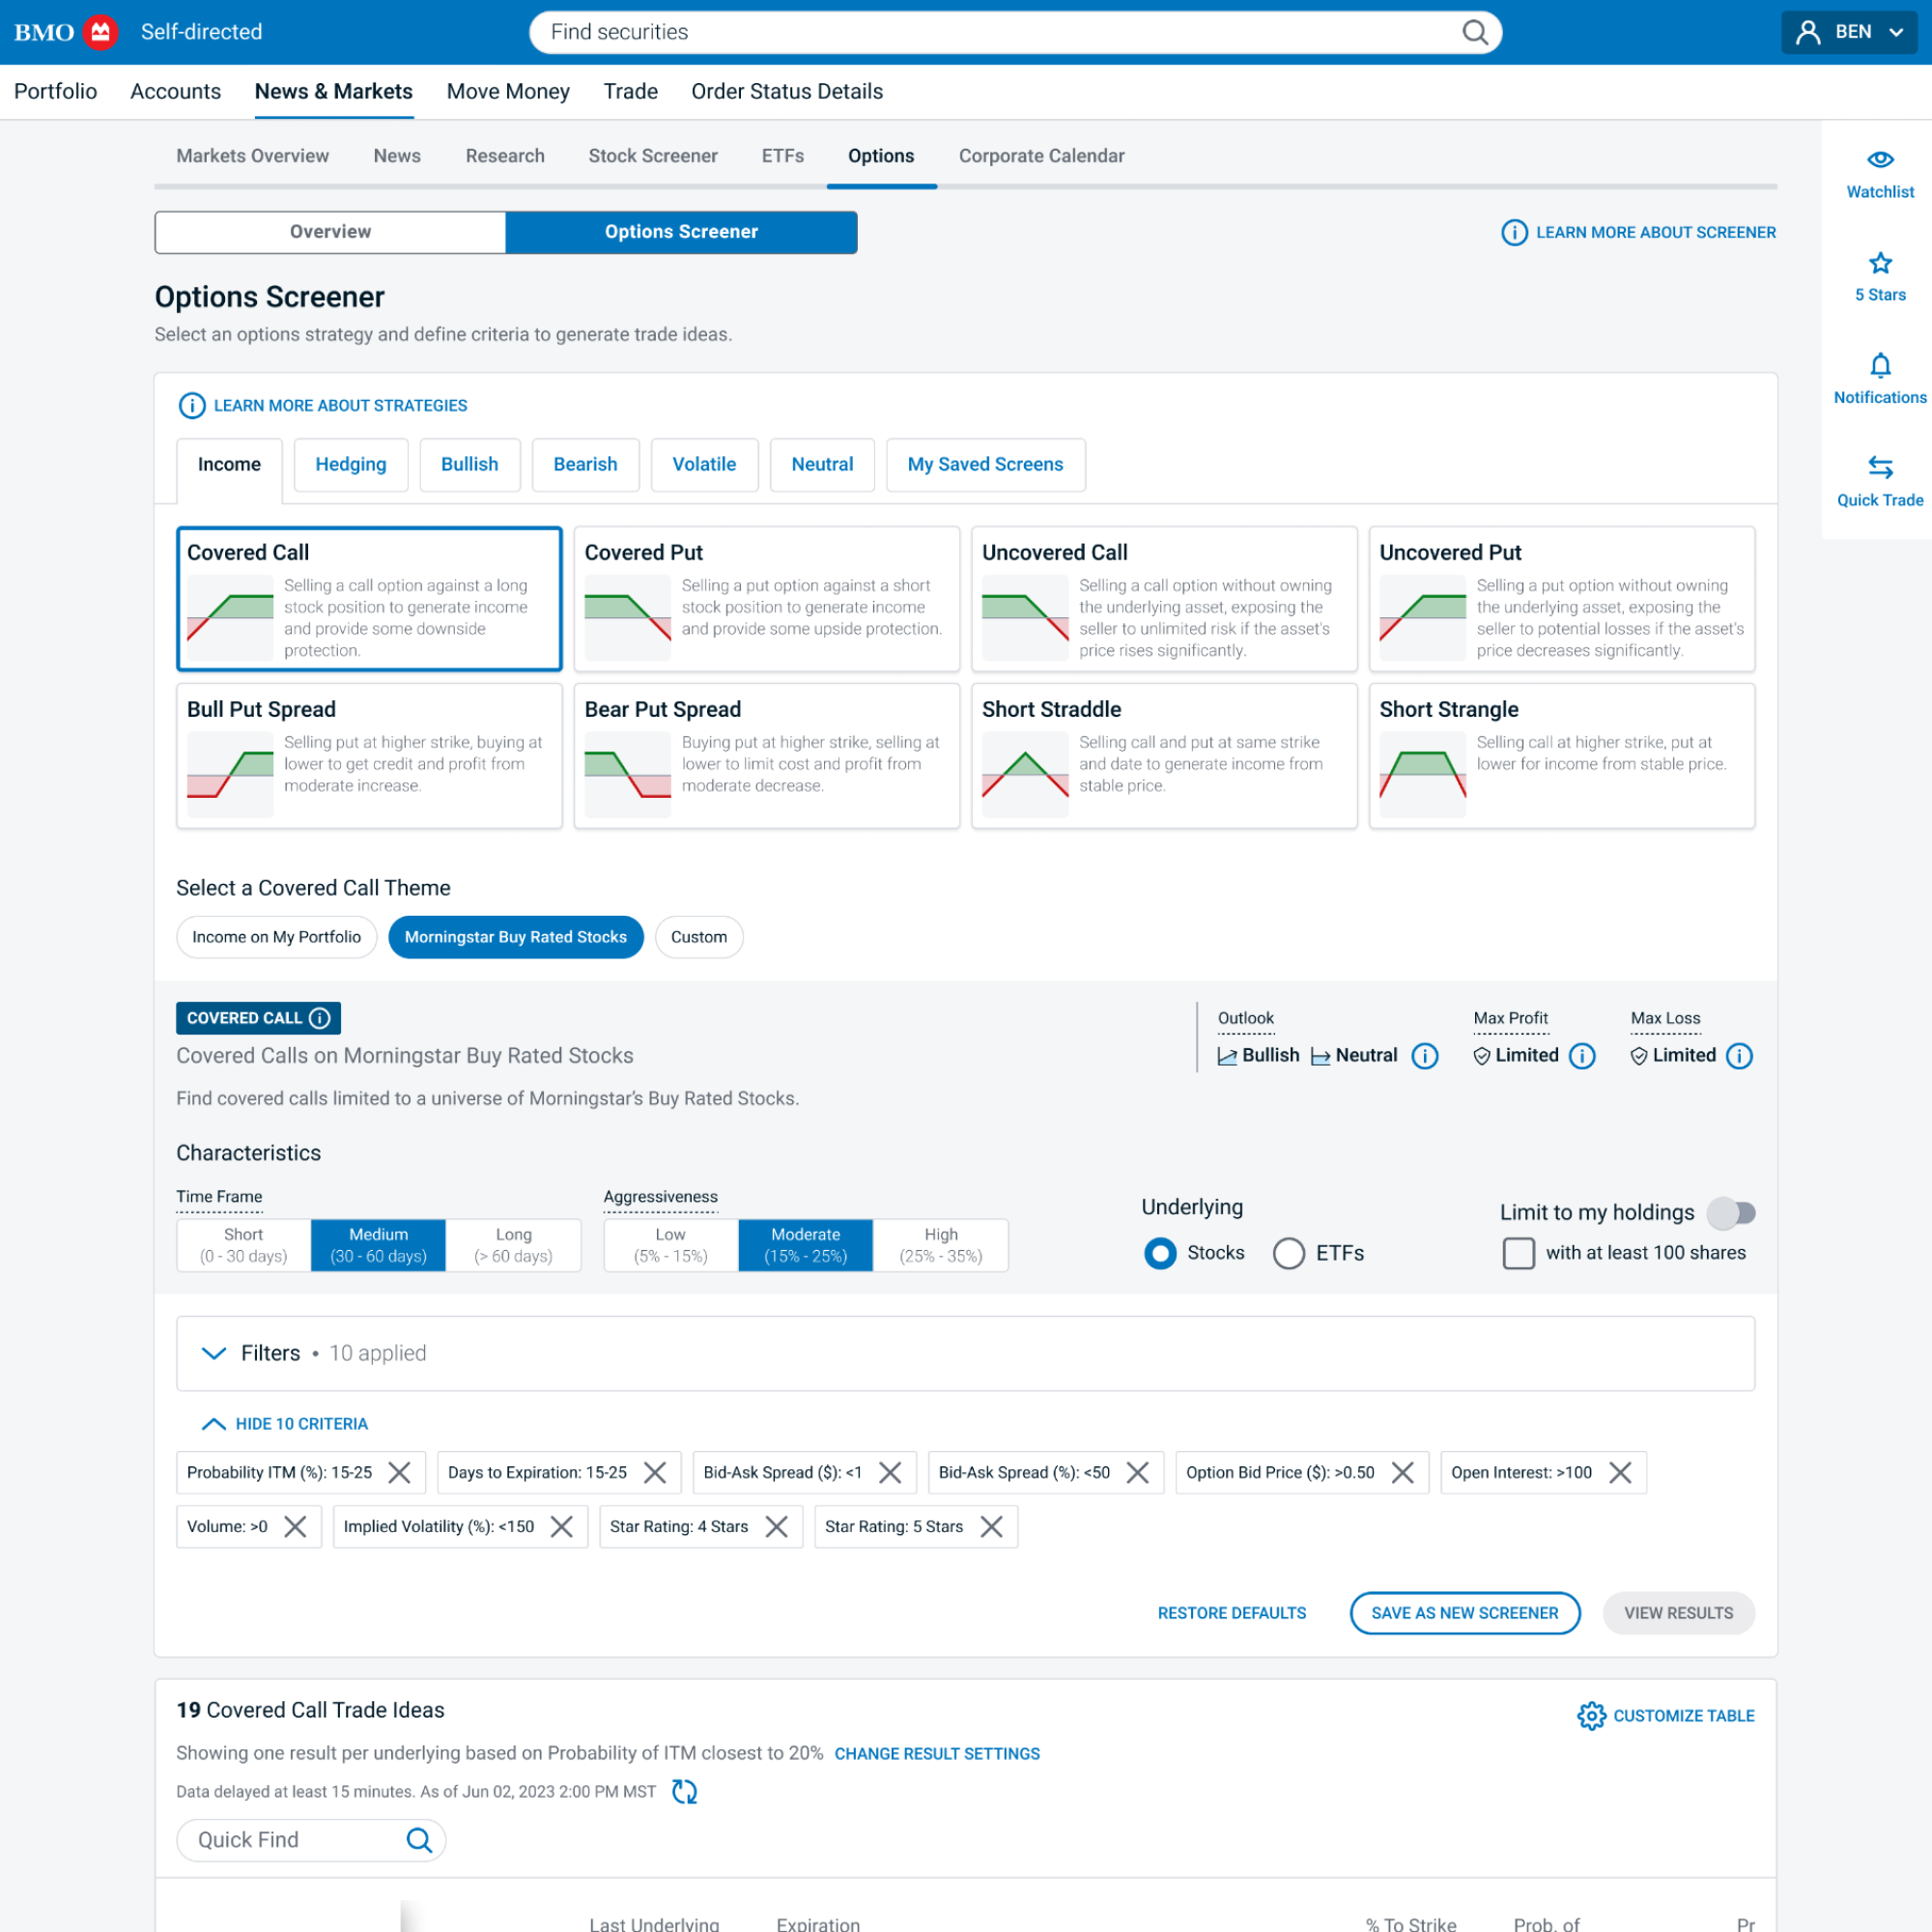 BMO Self-directed
Find securities
BEN
Portfolio Accounts News & Markets Move Money Trade Order Status Details
Markets Overview News Research Stock Screener ETFs Options Corporate Calendar
Watchlist
5 Stars
Notifications
Quick Trade
Overview Options Screener
LEARN MORE ABOUT SCREENER
Options Screener
Select an options strategy and define criteria to generate trade ideas.
LEARN MORE ABOUT STRATEGIES
Income Hedging Bullish Bearish Volatile Neutral My Saved Screens
Covered Call
Selling a call option against a long
stock position to generate income
and provide some downside
protection.
Covered Put
Selling a put option against a short
stock position to generate income
and provide some upside protection.
Uncovered Call
Selling a call option without owning
the underlying asset, exposing the
seller to unlimited risk if the asset's
price rises significantly.
Uncovered Put
Selling a put option without owning
the underlying asset, exposing the
seller to potential losses if the asset's
price decreases significantly.
Bull Put Spread
Selling put at higher strike, buying at
lower to get credit and profit from
moderate increase.
Bear Put Spread
Buying put at higher strike, selling at
lower to limit cost and profit from
moderate decrease.
Short Straddle
Selling call and put at same strike
and date to generate income from
stable price.
Short Strangle
Selling call at higher strike, put at
lower for income from stable price.
Select a Covered Call Theme
Income on My Portfolio Morningstar Buy Rated Stocks Custom
COVERED CALL
Covered Calls on Morningstar Buy Rated Stocks
Find covered calls limited to a universe of Morningstar’s Buy Rated Stocks.
Outlook
Bullish Neutral
Max Profit
Limited
Max Loss
Limited
Characteristics
Time Frame
Short
(0 - 30 days)
Medium
(30 - 60 days)
Long
(> 60 days)
Aggressiveness
Low
(5% - 15%)
Moderate
(15% - 25%)
High
(25% - 35%)
Underlying
Stocks ETFs
Limit to my holdings
with at least 100 shares
Filters • 10 applied
HIDE 10 CRITERIA
Probability ITM (%): 15-25 Days to Expiration: 15-25 Bid-Ask Spread ($): <1 Bid-Ask Spread (%): <50 Option Bid Price ($): >0.50 Open Interest: >100
Volume: >0 Implied Volatility (%): <150 Star Rating: 4 Stars Star Rating: 5 Stars
RESTORE DEFAULTS SAVE AS NEW SCREENER VIEW RESULTS
19 Covered Call Trade Ideas
CUSTOMIZE TABLE
Showing one result per underlying based on Probability of ITM closest to 20% CHANGE RESULT SETTINGS
Data delayed at least 15 minutes. As of Jun 02, 2023 2:00 PM MST
Quick Find
Last Underlying Expiration % To Strike Prob. of Pr